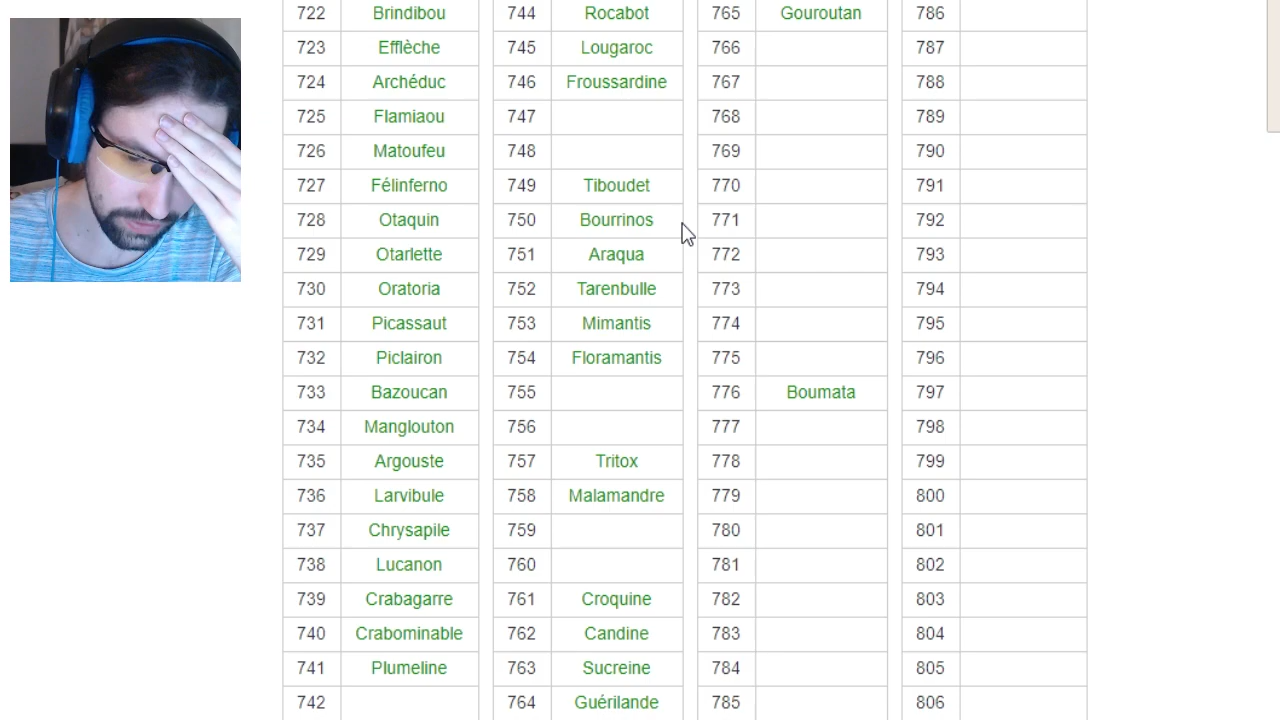 722 Brindibou 744 Rocabot 765 Gouroutan 786
723 Efflèche 745 Lougaroc 766 787
724 Archéduc 746 Froussardine 767 788
725 Flamiaou 747 768 789
726 Matoufeu 748 769 790
727 Félinferno 749 Tiboudet 770 791
728 Otaquin 750 Bourrinos 771 792
729 Otarlette 751 Araqua 772 793
730 Oratoria 752 Tarenbulle 773 794
731 Picassaut 753 Mimantis 774 795
732 Piclairon 754 Floramantis 775 796
733 Bazoucan 755 776 Boumata 797
734 Manglouton 756 777 798
735 Argouste 757 Tritox 778 799
736 Larvibule 758 Malamandre 779 800
737 Chrysapile 759 780 801
738 Lucanon 760 781 802
739 Crabagarre 761 Croquine 782 803
740 Crabominable 762 Candine 783 804
741 Plumeline 763 Sucreine 784 805
742 764 Guérilande 785 806